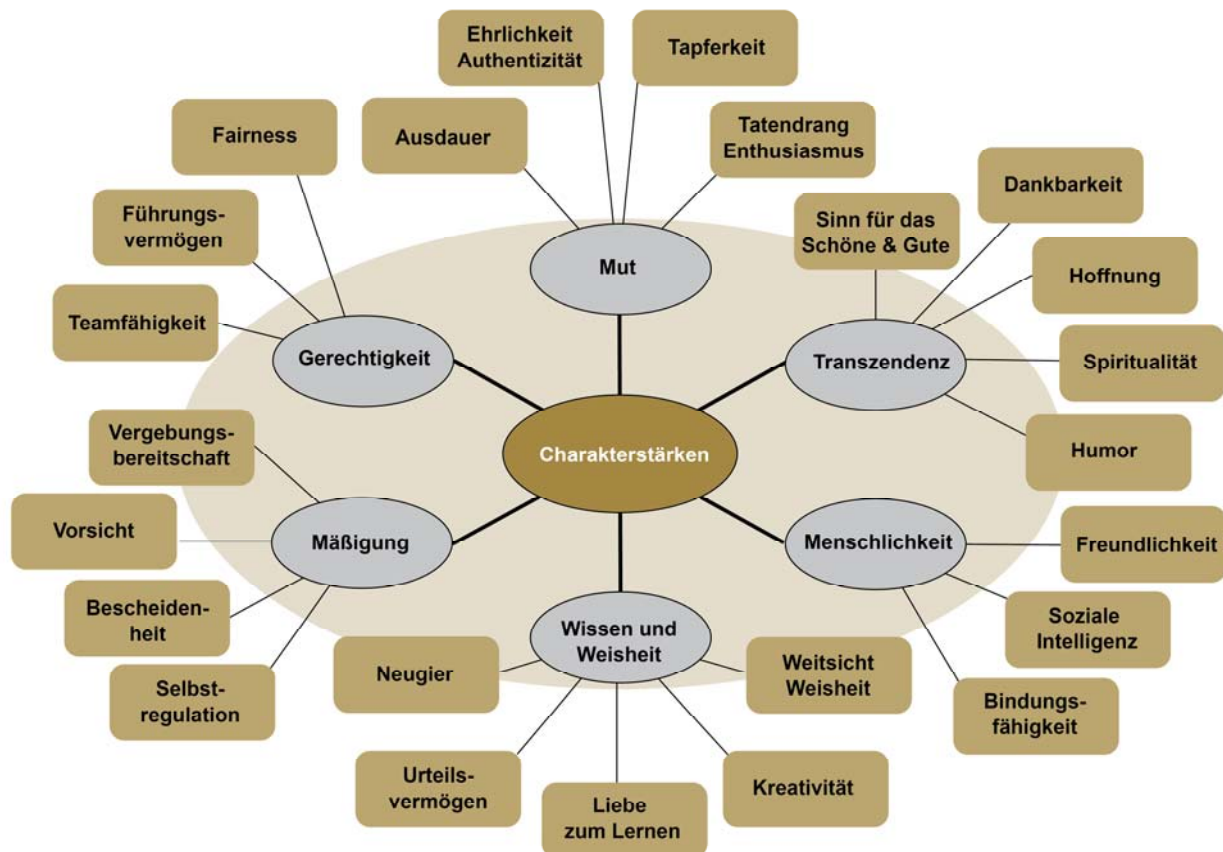 Ehrlichkeit
Authentizität
Tapferkeit
Fairness
Ausdauer
Tatendrang
Enthusiasmus
Dankbarkeit
Führungs-
vermögen
Sinn für das
Schöne & Gute
Mut
Hoffnung
Teamfähigkeit
Gerechtigkeit
Transzendenz
Spiritualität
Vergebungs-
bereitschaft
Charakterstärken
Humor
Vorsicht
Mäßigung
Menschlichkeit
Freundlichkeit
Bescheiden-
heit
Wissen und
Weisheit
Soziale
Intelligenz
Neugier
Weitsicht
Weisheit
Selbst-
regulation
Bindungs-
fähigkeit
Urteils-
vermögen
Liebe
zum Lernen
Kreativität